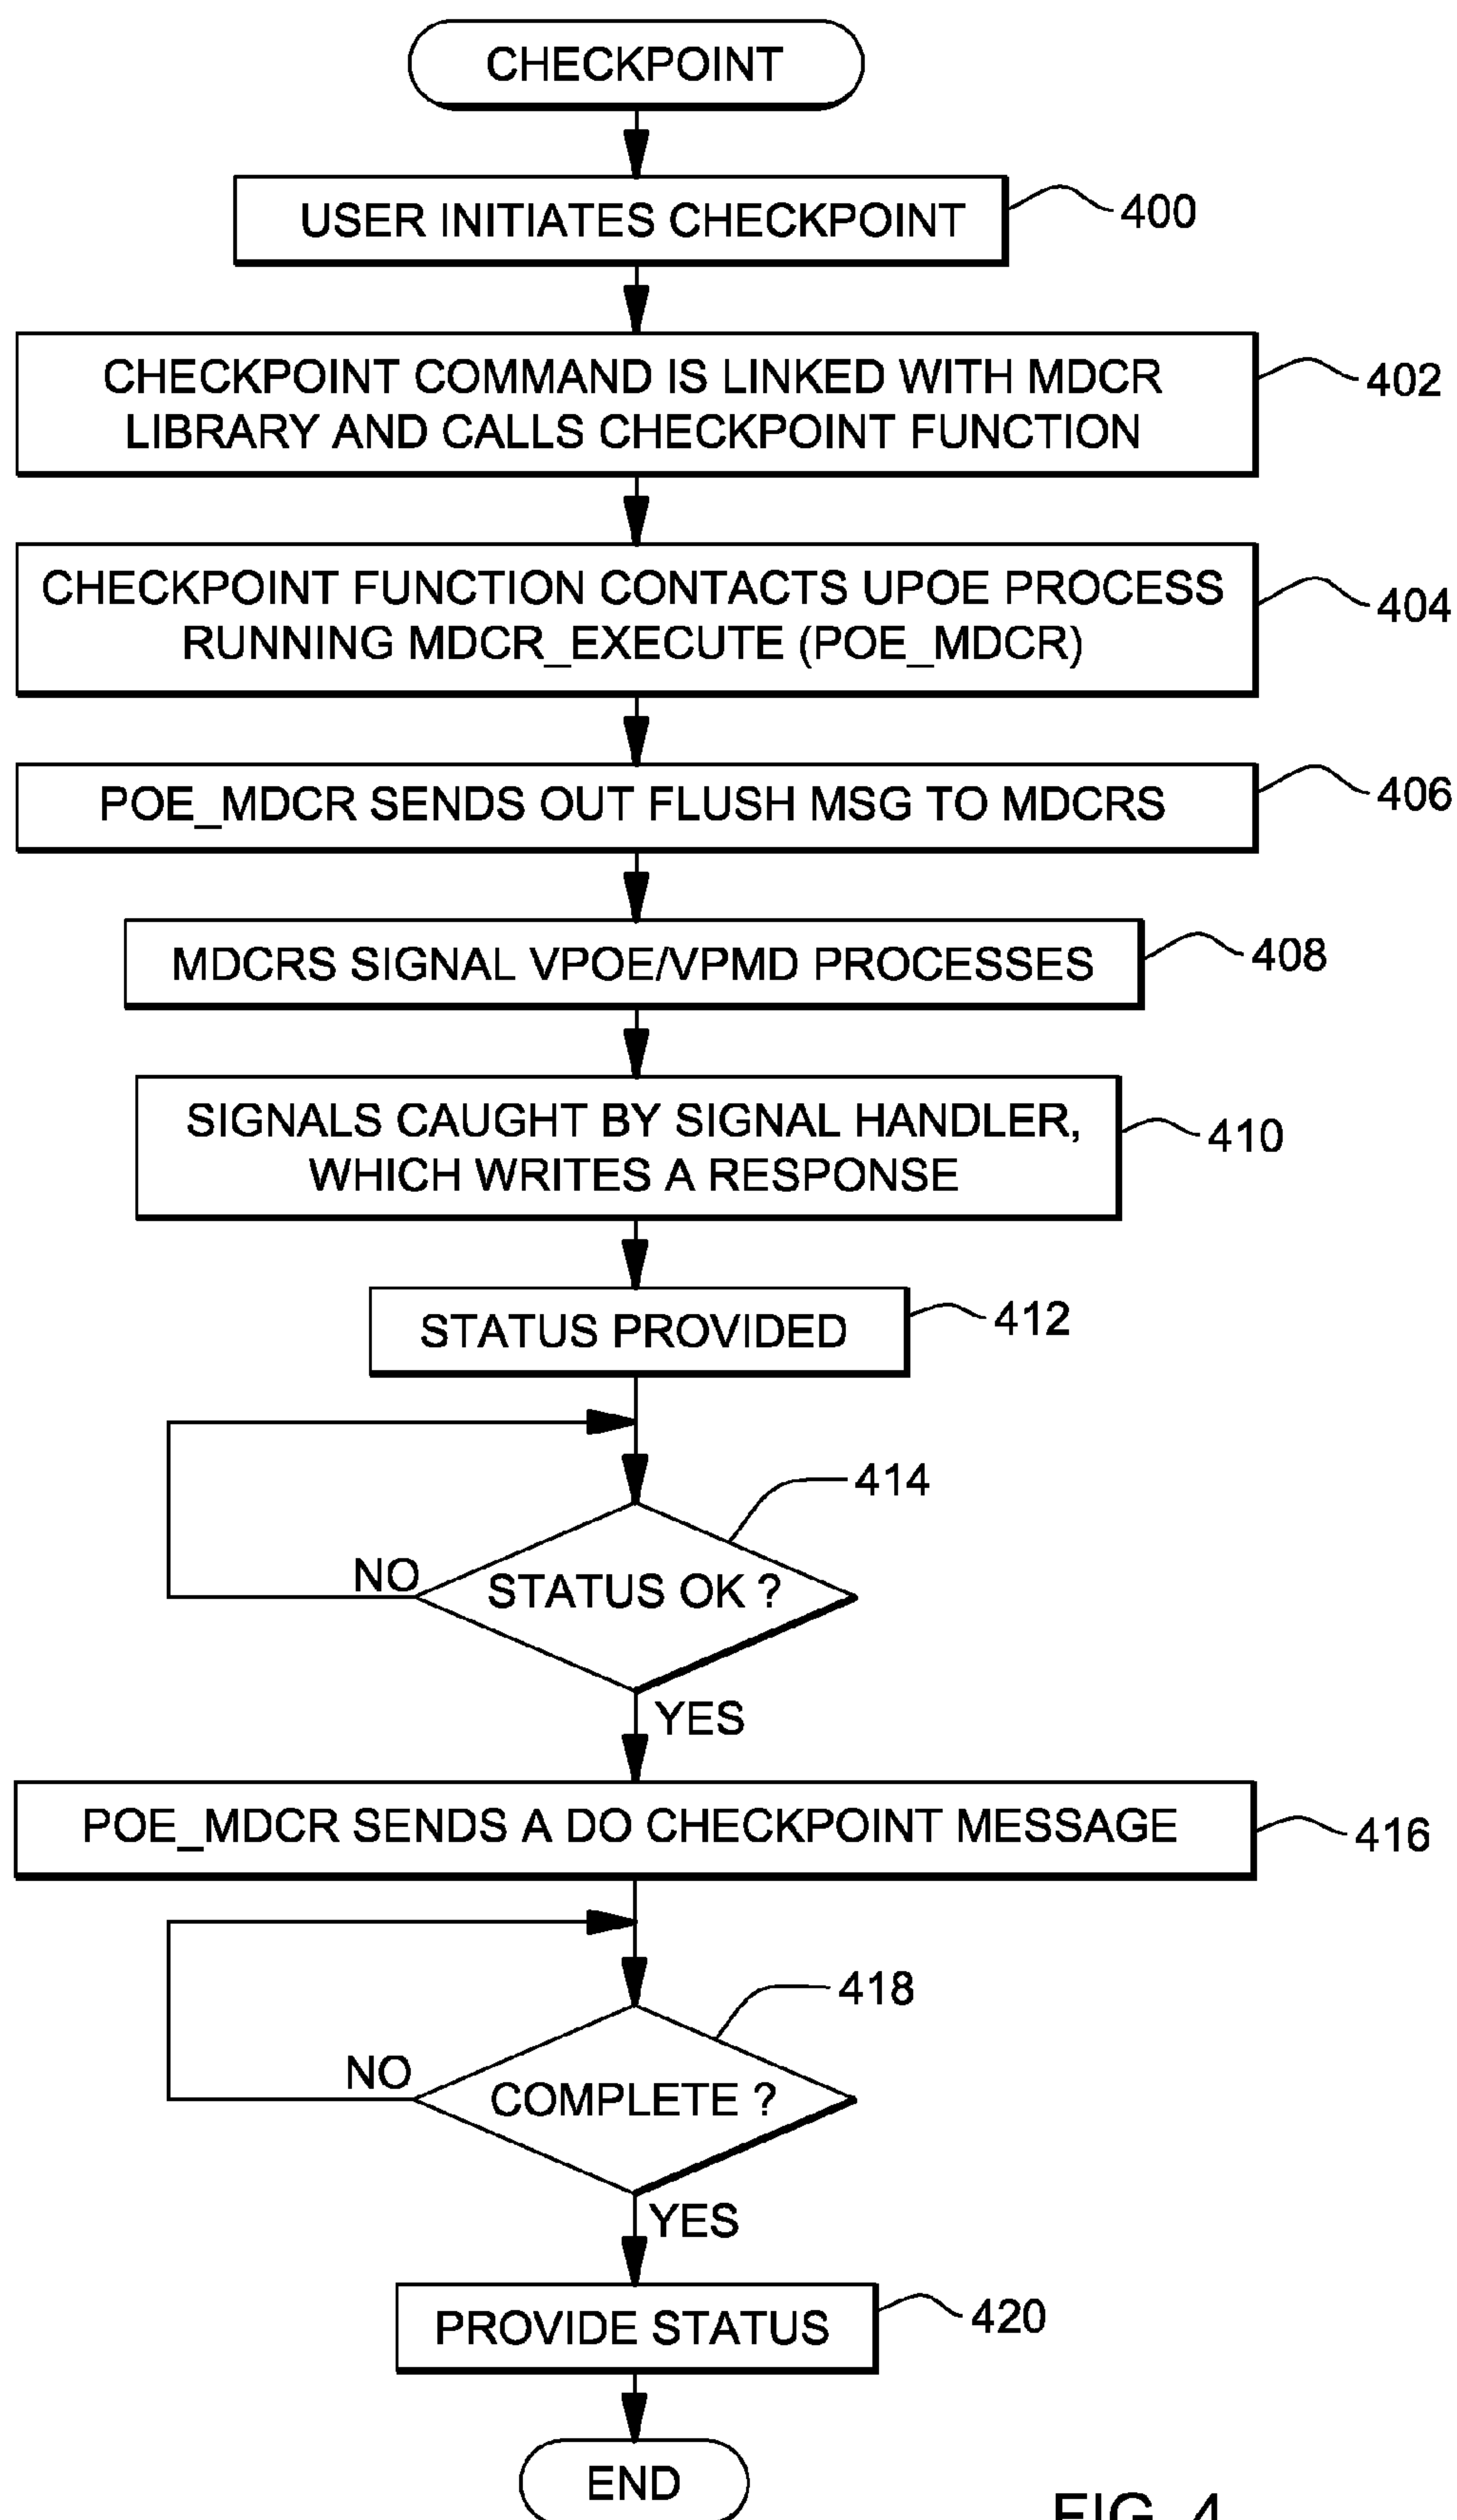 CHECKPOINT
USER INITIATES CHECKPOINT
400
CHECKPOINT COMMAND IS LINKED WITH MDCR
LIBRARY AND CALLS CHECKPOINT FUNCTION
402
CHECKPOINT FUNCTION CONTACTS UPOE PROCESS
RUNNING MDCR_EXECUTE (POE_MDCR)
404
POE_MDCR SENDS OUT FLUSH MSG TO MDCRS
406
MDCRS SIGNAL VPOE/VPMD PROCESSES
408
SIGNALS CAUGHT BY SIGNAL HANDLER,
WHICH WRITES A RESPONSE
410
STATUS PROVIDED
412
414
NO
STATUS OK ?
YES
POE_MDCR SENDS A DO CHECKPOINT MESSAGE
416
418
NO
COMPLETE ?
YES
PROVIDE STATUS
420
END
FIG. 4